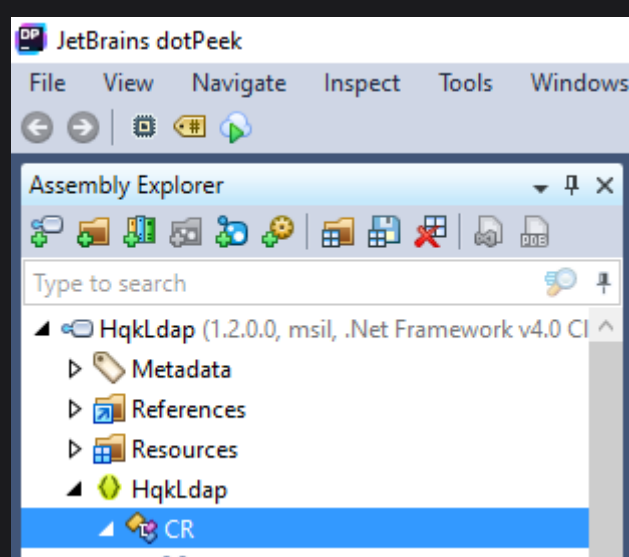 DP JetBrains dotPeek
File View Navigate Inspect Tools Windows
Assembly Explorer
Type to search
HqkLdap (1.2.0.0, msil, .Net Framework v4.0 Cl
Metadata
References
Resources
HqkLdap
CR